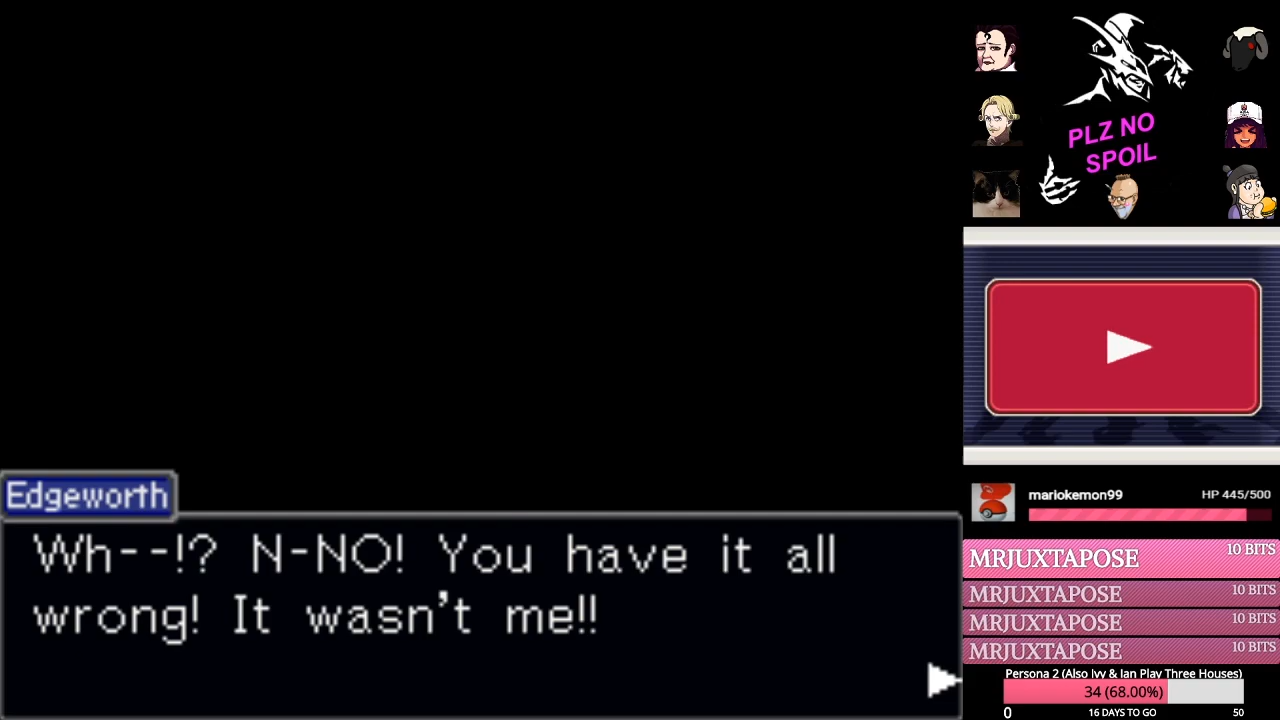 PLZ NO
SPOIL
Edgeworth
Wh--!? N-NO! You have it all
wrong! It wasn't me!!
mariokemon99 HP 445/500
MRJUXTAPOSE 10 BITS
MRJUXTAPOSE 10 BITS
MRJUXTAPOSE 10 BITS
MRJUXTAPOSE 10 BITS
Persona 2 (Also Ivy & Ian Play Three Houses)
34 (68.00%)
0 16 DAYS TO GO 50